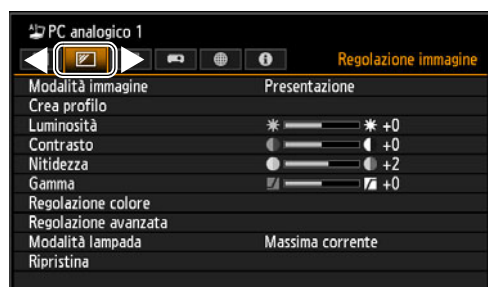 PC analogico 1
Regolazione immagine
Modalità immagine Presentazione
Crea profilo
Luminosità +0
Contrasto +0
Nitidezza +2
Gamma +0
Regolazione colore
Regolazione avanzata
Modalità lampada Massima corrente
Ripristina